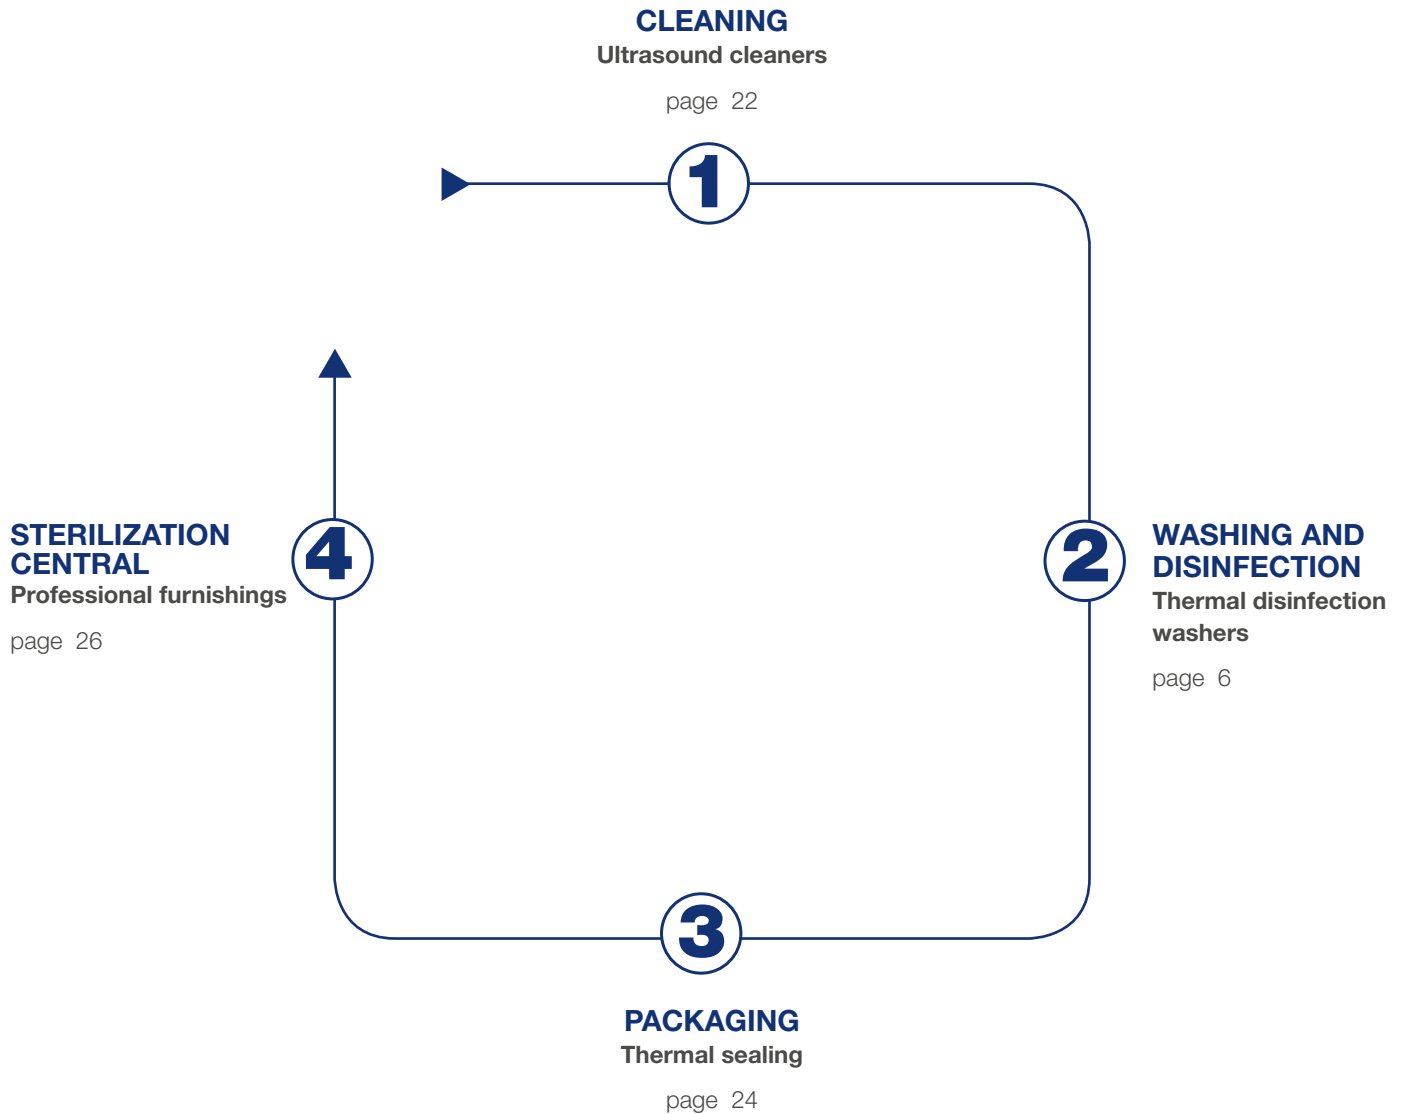 CLEANING
Ultrasound cleaners
page 22
1
2
WASHING AND
DISINFECTION
Thermal disinfection
washers
page 6
3
PACKAGING
Thermal sealing
page 24
4
STERILIZATION
CENTRAL
Professional furnishings
page 26